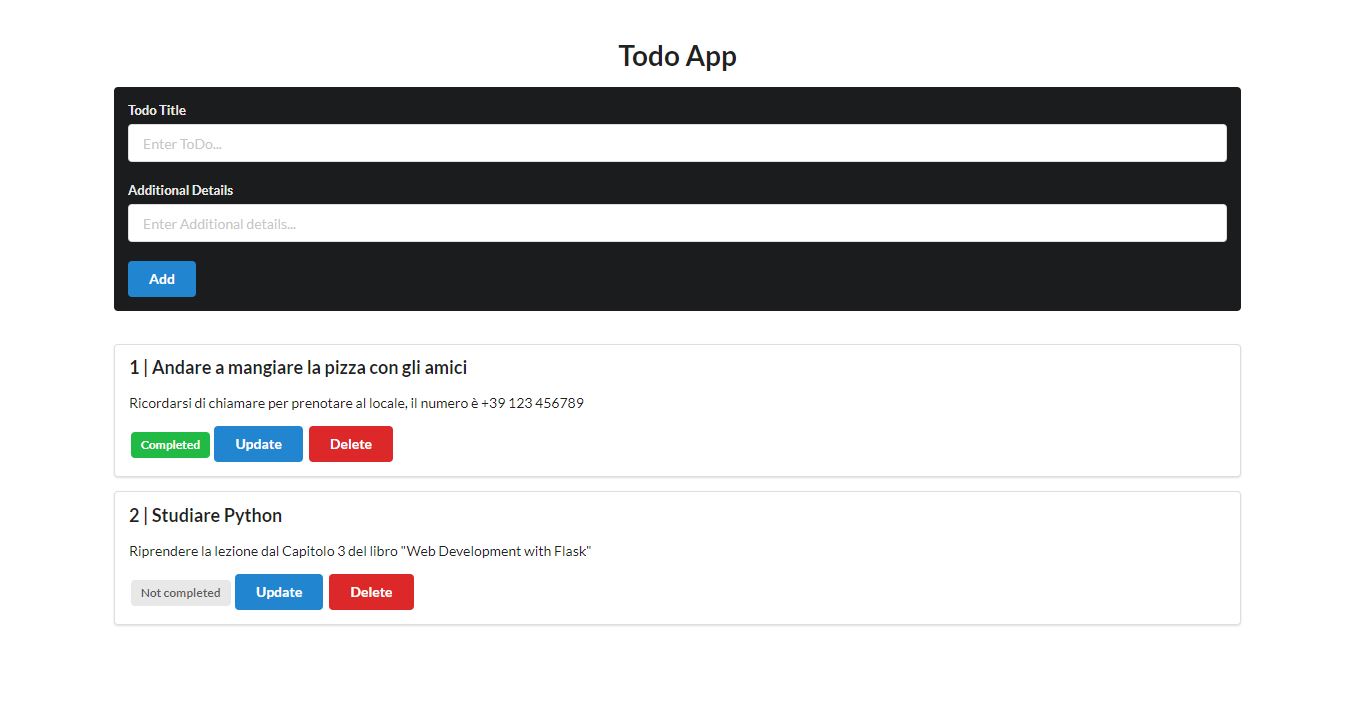 Todo App
Todo Title
Enter ToDo...
Additional Details
Enter Additional details...
Add
1 | Andare a mangiare la pizza con gli amici
Ricordarsi di chiamare per prenotare al locale, il numero è +39 123 456789
Completed Update Delete
2 | Studiare Python
Riprendere la lezione dal Capitolo 3 del libro "Web Development with Flask"
Not completed Update Delete